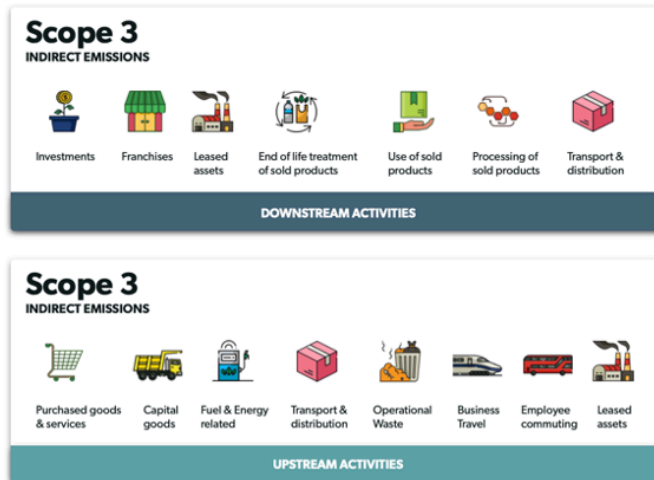 Scope 3
INDIRECT EMISSIONS
Investments
Franchises
Leased
assets
End of life treatment
of sold products
Use of sold
products
Processing of
sold products
Transport &
distribution
DOWNSTREAM ACTIVITIES
Scope 3
INDIRECT EMISSIONS
Purchased goods
& services
Capital
goods
Fuel & Energy
related
Transport &
distribution
Operational
Waste
Business
Travel
Employee
commuting
Leased
assets
UPSTREAM ACTIVITIES